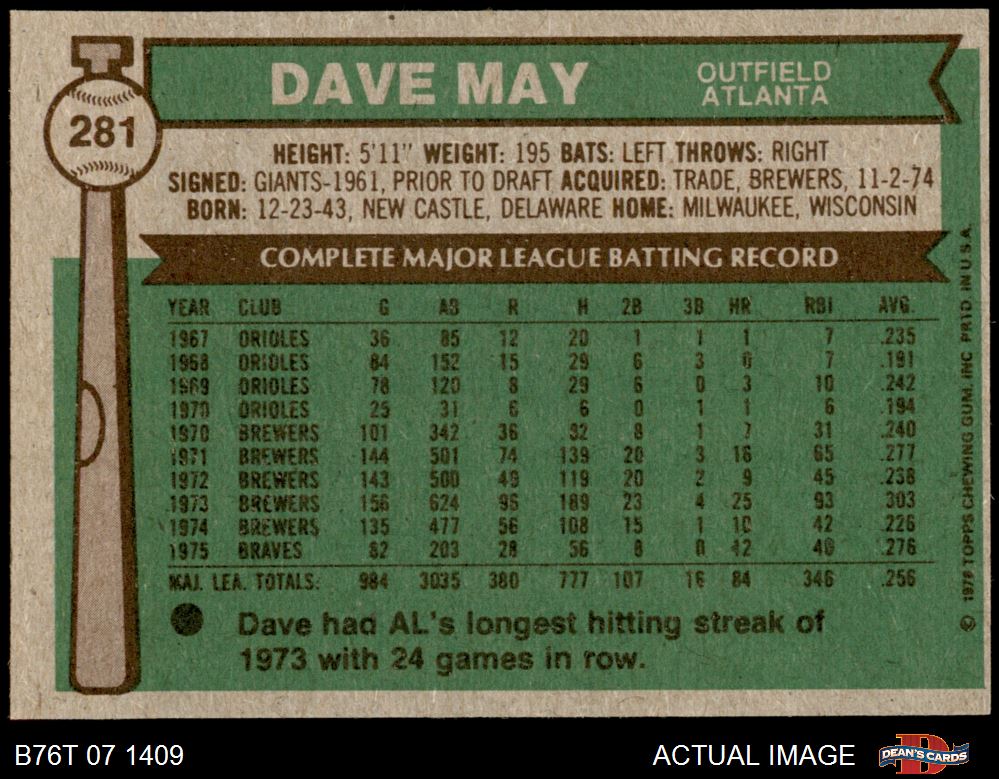 DAVE MAY
OUTFIELD
ATLANTA
281
HEIGHT: 5'11" WEIGHT: 195 BATS: LEFT THROWS: RIGHT
SIGNED: GIANTS-1961, PRIOR TO DRAFT ACQUIRED: TRADE, BREWERS, 11-2-74
BORN: 12-23-43, NEW CASTLE, DELAWARE HOME: MILWAUKEE, WISCONSIN
COMPLETE MAJOR LEAGUE BATTING RECORD
YEAR CLUB G AB R H 2B 3B HR RBI AVG.
1967 ORIOLES 36 85 12 20 1 1 1 7 .235
1968 ORIOLES 84 152 15 29 6 3 0 7 .191
1969 ORIOLES 78 120 8 29 6 0 3 10 .242
1970 ORIOLES 25 31 6 6 0 1 1 6 .194
1970 BREWERS 101 342 36 82 8 1 7 31 .240
1971 BREWERS 144 501 74 139 20 3 16 65 .277
1972 BREWERS 143 500 49 119 20 2 9 45 .238
1973 BREWERS 156 624 96 189 23 4 25 93 .303
1974 BREWERS 135 477 56 108 15 1 10 42 .226
1975 BRAVES 82 203 28 56 8 0 12 40 .276
MAJ. LEA. TOTALS: 984 3035 380 777 107 16 84 346 .256
Dave had AL's longest hitting streak of
1973 with 24 games in row.
© 1976 TOPPS CHEWING GUM, INC PRTD. IN U.S.A.
B76T 07 1409
ACTUAL IMAGE
DEAN'S CARDS